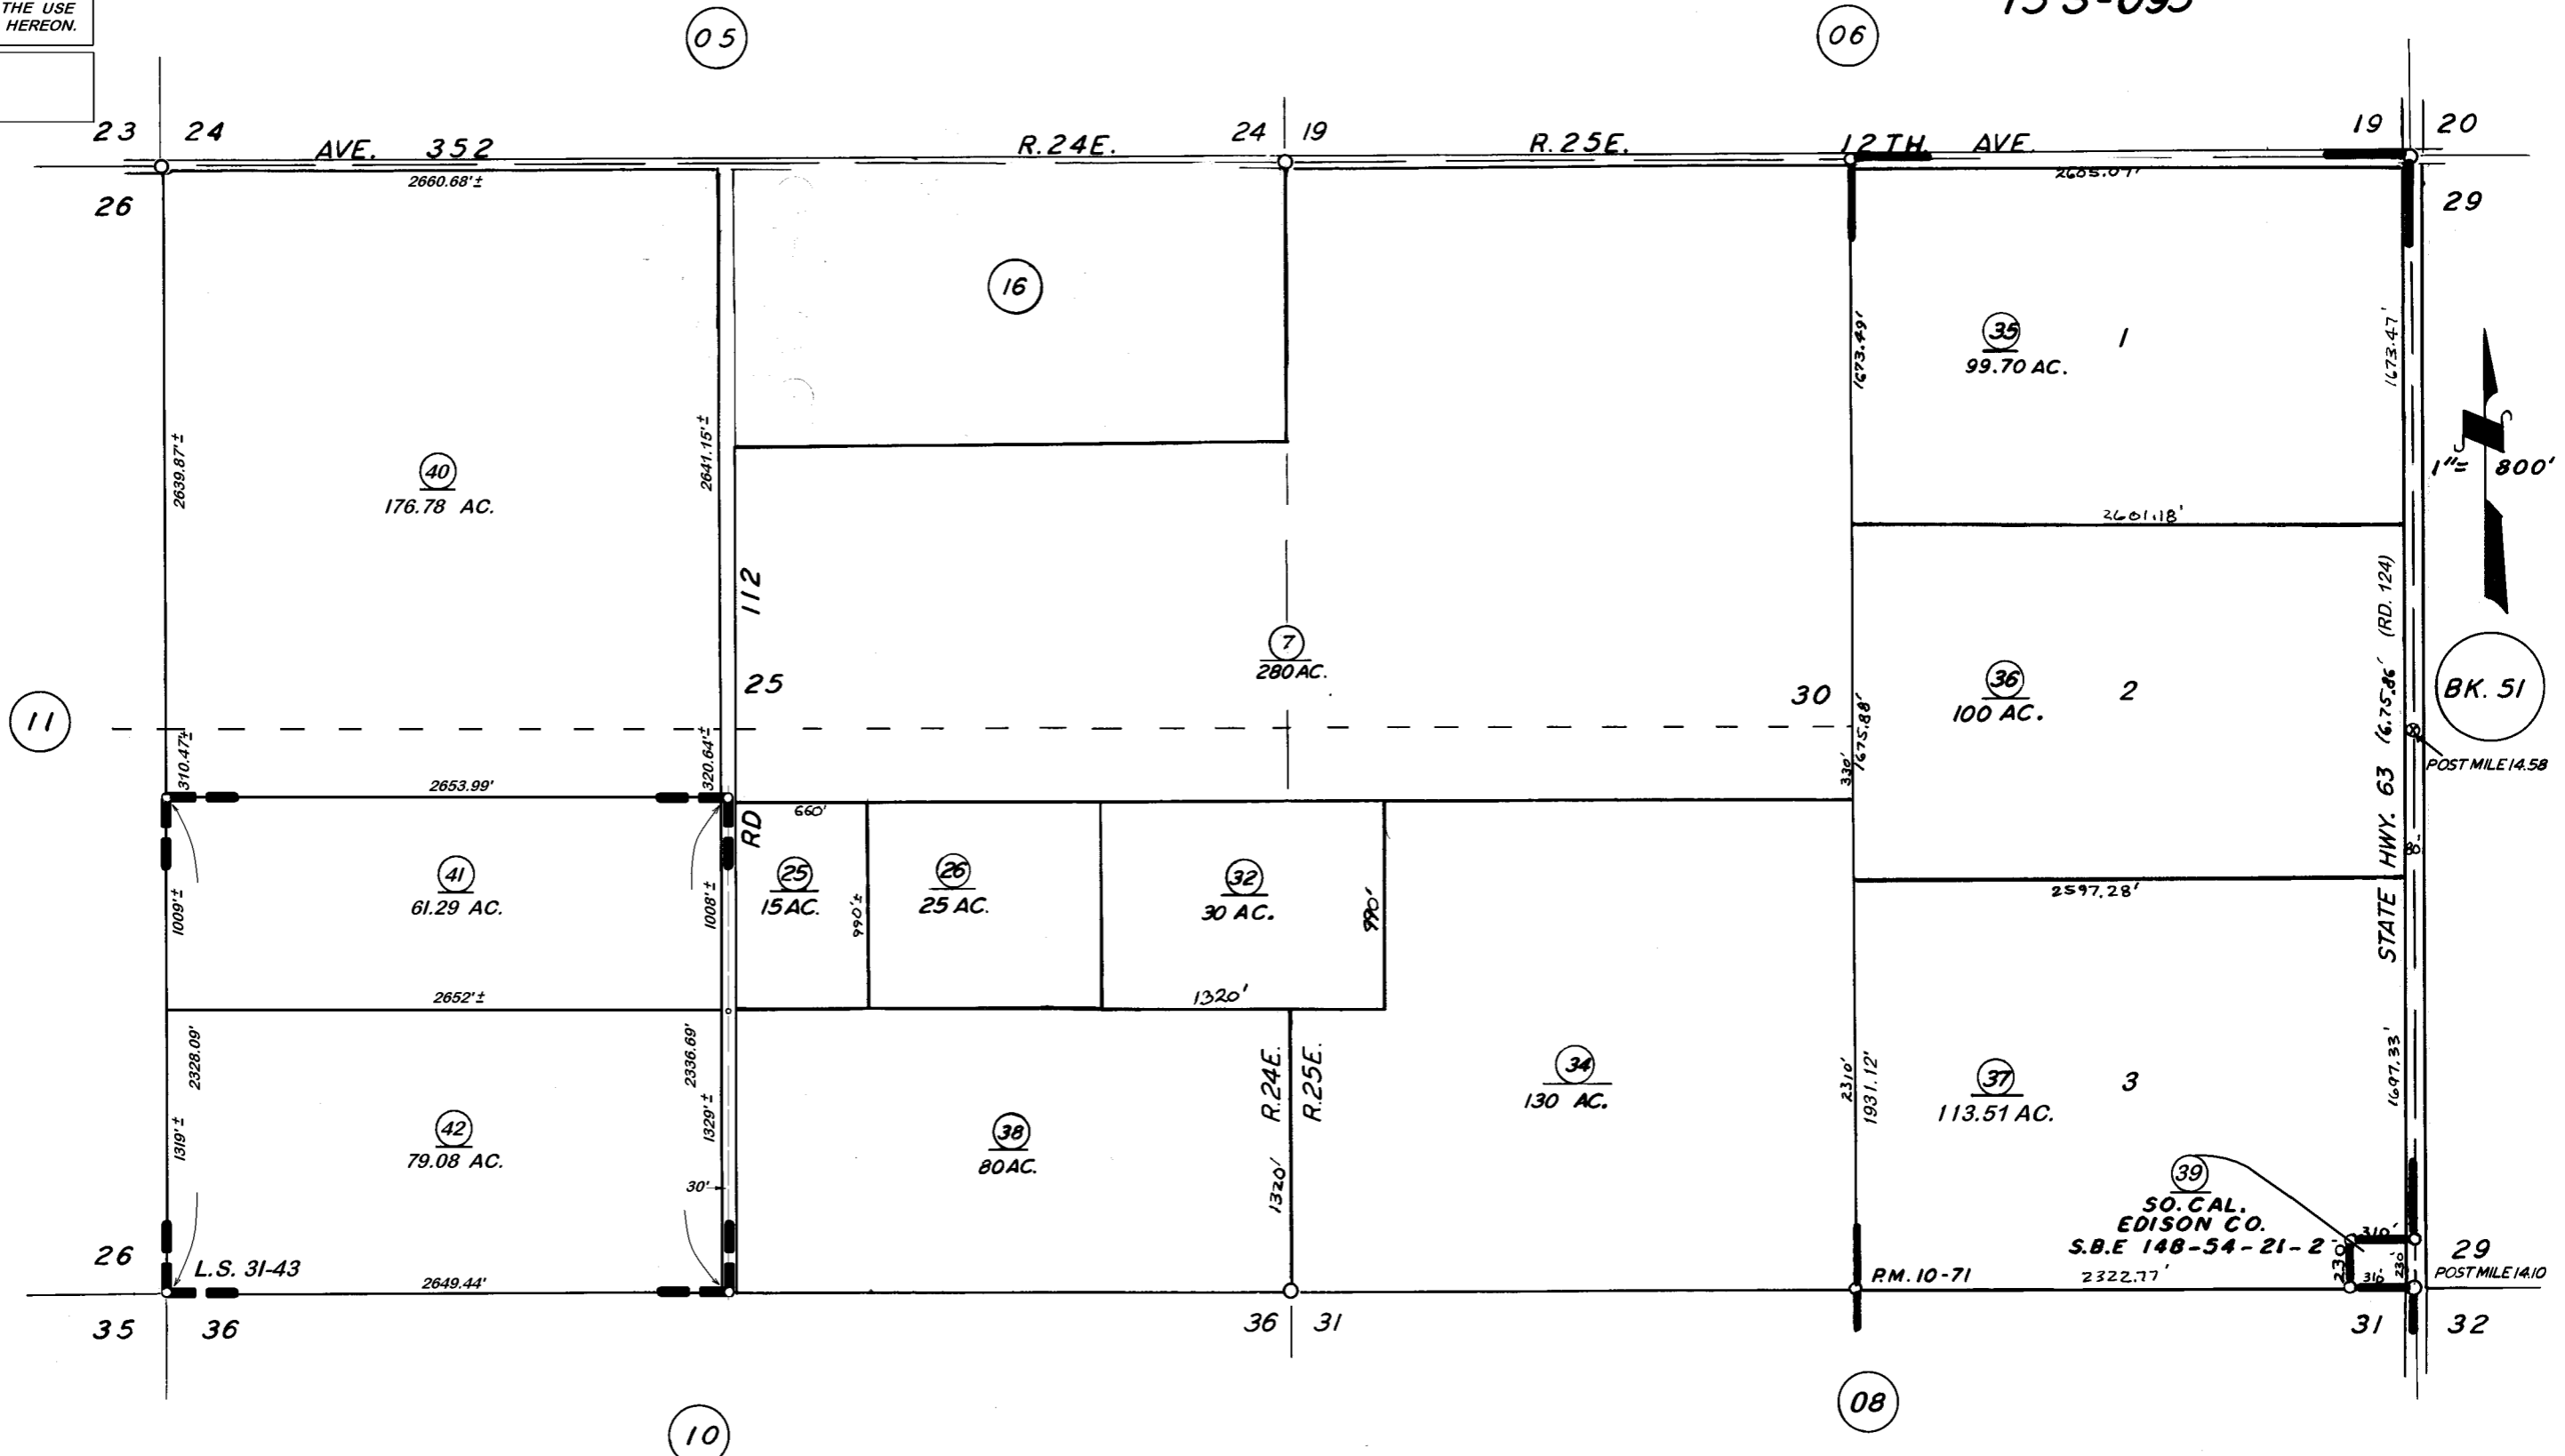 THE USE
HEREON.
05
06
153-095
23 24
24 19
19 20
AVE. 352
R.24E.
R.25E.
12TH AVE.
2660.68'±
2605.07'
26
29
16
35
99.70 AC.
1
1673.49'
1673.47'
1"= 800'
2639.87'±
2641.15'±
40
176.78 AC.
2601.18'
112
25
7
280 AC.
30
36
100 AC.
2
STATE HWY. 63 1675.86' (RD. 124)
BK. 51
11
POST MILE 14.58
310.47'±
320.64'±
330'
1675.88'
2653.99'
660'
RD
41
61.29 AC.
1009'±
1008'±
25
15 AC.
990'±
26
25 AC.
32
30 AC.
990'
80'
2597.28'
2652'±
1320'
2328.09'
2336.69'
R.24E.
R.25E.
34
130 AC.
2310'
1931.12'
37
113.51 AC.
3
1697.33'
1319'±
1329'±
42
79.08 AC.
30'
38
80 AC.
1320'
39
SO. CAL.
EDISON CO.
S.B.E 148-54-21-2
310'
230'
230'
310'
26
L.S. 31-43
2649.44'
P.M. 10-71
2322.77'
29
POST MILE 14.10
35 36
36 31
31 32
10
08